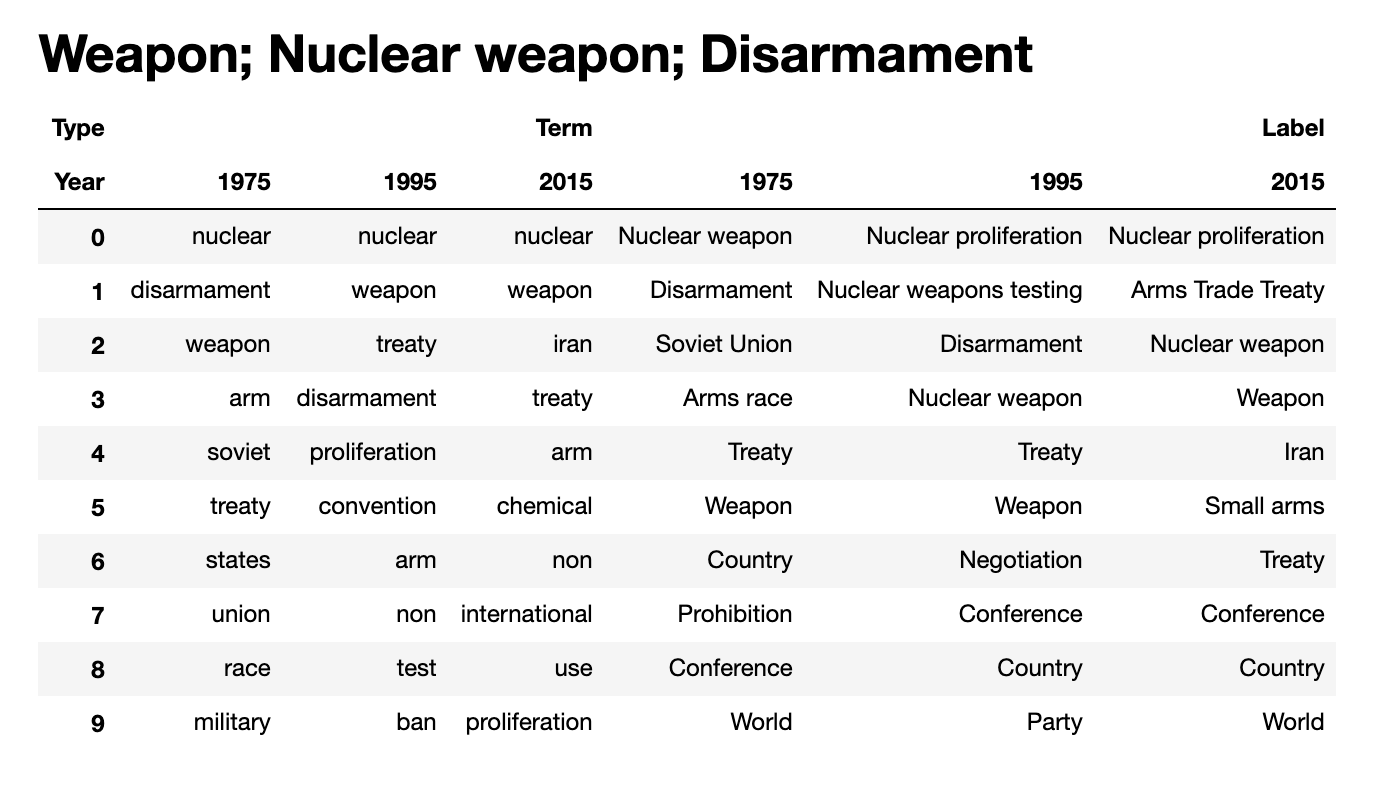 Weapon; Nuclear weapon; Disarmament
Type Term Label
Year 1975 1995 2015 1975 1995 2015
0 nuclear nuclear nuclear Nuclear weapon Nuclear proliferation Nuclear proliferation
1 disarmament weapon weapon Disarmament Nuclear weapons testing Arms Trade Treaty
2 weapon treaty iran Soviet Union Disarmament Nuclear weapon
3 arm disarmament treaty Arms race Nuclear weapon Weapon
4 soviet proliferation arm Treaty Treaty Iran
5 treaty convention chemical Weapon Weapon Small arms
6 states arm non Country Negotiation Treaty
7 union non international Prohibition Conference Conference
8 race test use Conference Country Country
9 military ban proliferation World Party World